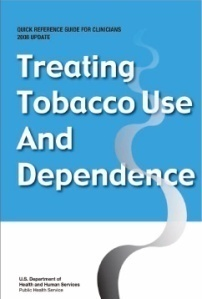 QUICK REFERENCE GUIDE FOR CLINICIANS
2008 UPDATE
Treating
Tobacco Use
And
Dependence
U.S. Department of
Health and Human Services
Public Health Service